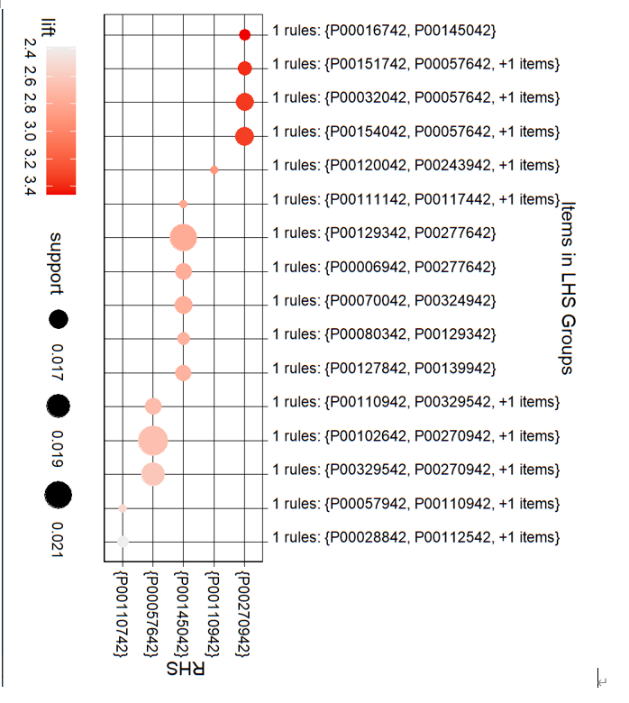 1 rules: {P00016742, P00145042}
1 rules: {P00151742, P00057642, +1 items}
1 rules: {P00032042, P00057642, +1 items}
1 rules: {P00154042, P00057642, +1 items}
1 rules: {P00120042, P00243942, +1 items}
1 rules: {P00111142, P00117442, +1 items}
1 rules: {P00129342, P00277642}
1 rules: {P00006942, P00277642}
1 rules: {P00070042, P00324942}
1 rules: {P00080342, P00129342}
1 rules: {P00127842, P00139942}
1 rules: {P00110942, P00329542, +1 items}
1 rules: {P00102642, P00270942, +1 items}
1 rules: {P00329542, P00270942, +1 items}
1 rules: {P00057942, P00110942, +1 items}
1 rules: {P00028842, P00112542, +1 items}
Items in LHS Groups
{P00270942}
{P00110942}
{P00145042}
{P00057642}
{P00110742}
RHS
lift
2.4 2.6 2.8 3.0 3.2 3.4
support
0.017
0.019
0.021